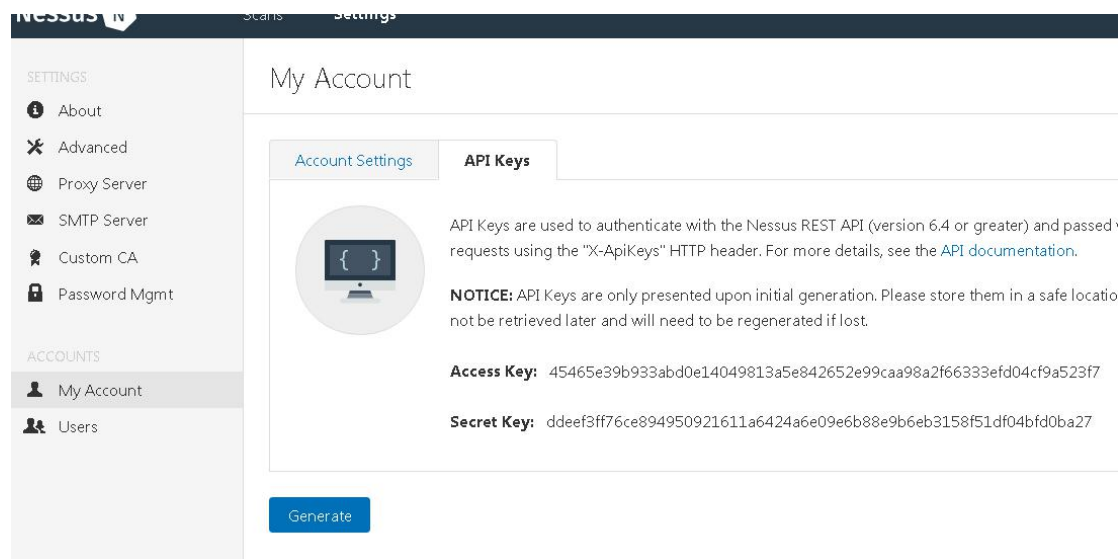 Nessus N
Scans Settings
SETTINGS
About
Advanced
Proxy Server
SMTP Server
Custom CA
Password Mgmt
ACCOUNTS
My Account
Users
My Account
Account Settings API Keys
{ }
API Keys are used to authenticate with the Nessus REST API (version 6.4 or greater) and passed
requests using the "X-ApiKeys" HTTP header. For more details, see the API documentation.
NOTICE: API Keys are only presented upon initial generation. Please store them in a safe locatio
not be retrieved later and will need to be regenerated if lost.
Access Key: 45465e39b933abd0e14049813a5e842652e99caa98a2f66333efd04cf9a523f7
Secret Key: ddeef3ff76ce894950921611a6424a6e09e6b88e9b6eb3158f51df04bfd0ba27
Generate